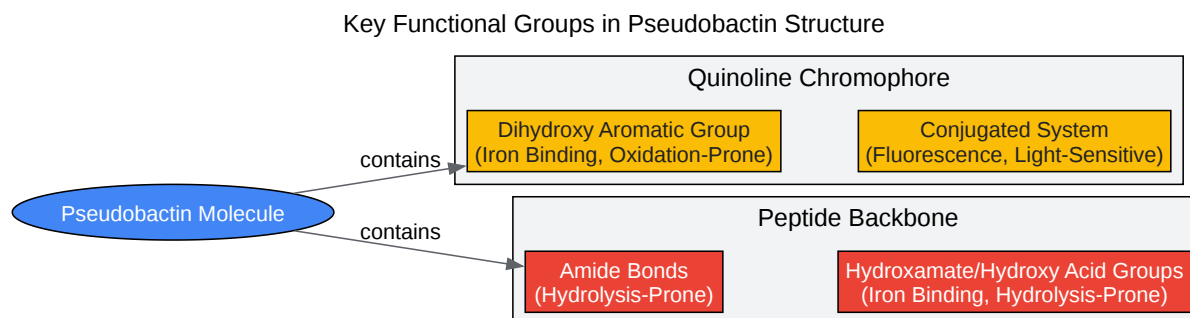 Key Functional Groups in Pseudobactin Structure
Quinoline Chromophore
Dihydroxy Aromatic Group
(Iron Binding, Oxidation-Prone)
Conjugated System
(Fluorescence, Light-Sensitive)
contains
Pseudobactin Molecule
contains
Peptide Backbone
Amide Bonds
(Hydrolysis-Prone)
Hydroxamate/Hydroxy Acid Groups
(Iron Binding, Hydrolysis-Prone)